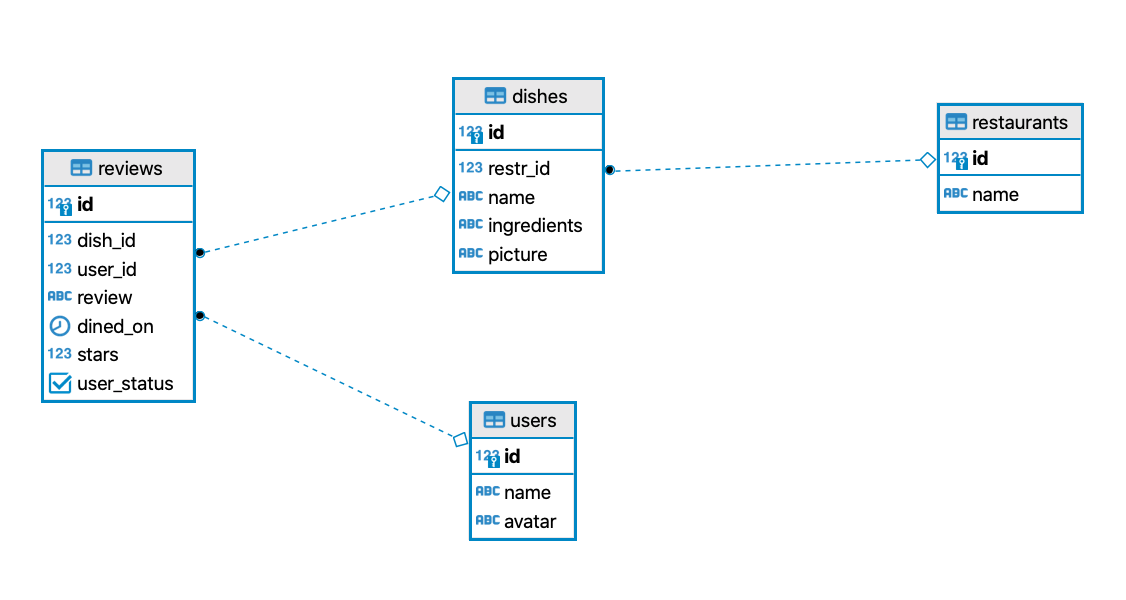 reviews
123 id
123 dish_id
123 user_id
ABC review
dined_on
123 stars
user_status
dishes
123 id
123 restr_id
ABC name
ABC ingredients
ABC picture
restaurants
123 id
ABC name
users
123 id
ABC name
ABC avatar